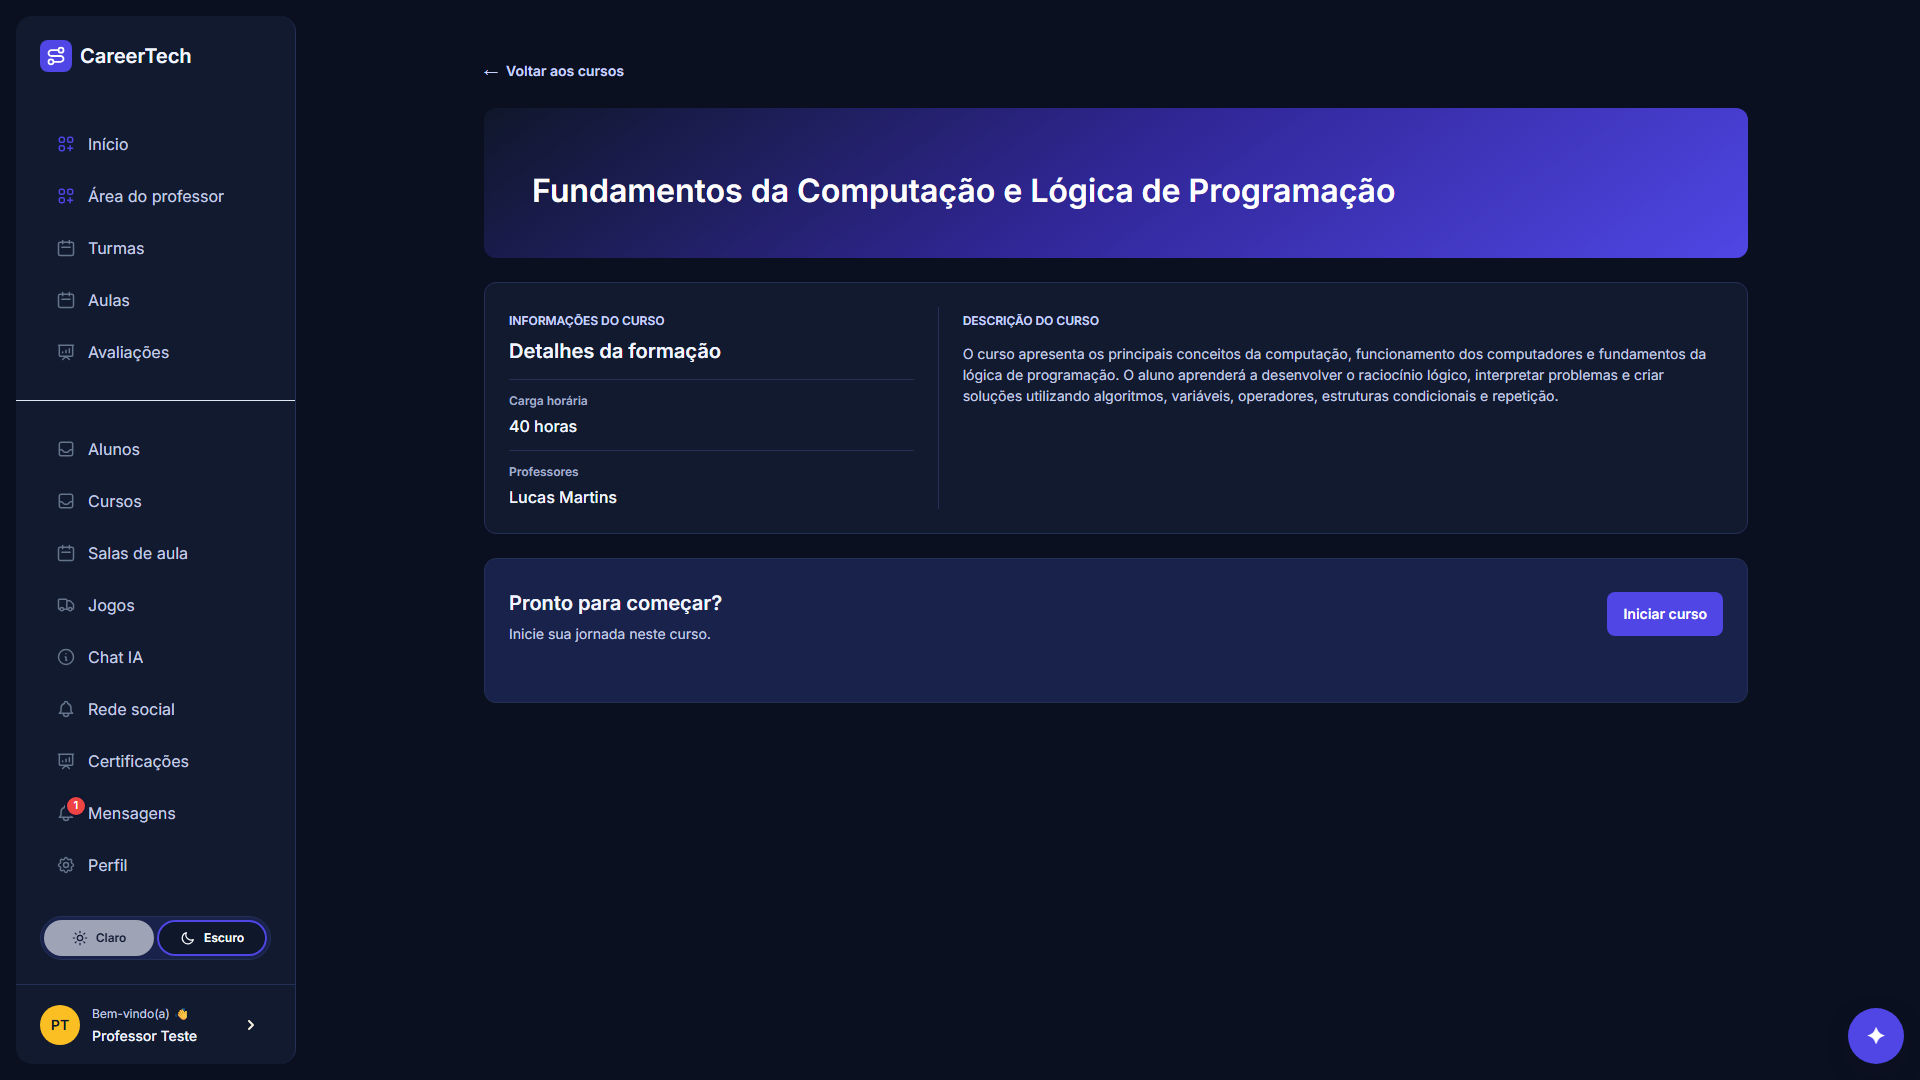 CareerTech
Início
Área do professor
Turmas
Aulas
Avaliações
Alunos
Cursos
Salas de aula
Jogos
Chat IA
Rede social
Certificações
1
Mensagens
Perfil
Claro
Escuro
PT
Bem-vindo(a) 👋
Professor Teste
← Voltar aos cursos
Fundamentos da Computação e Lógica de Programação
INFORMAÇÕES DO CURSO
Detalhes da formação
Carga horária
40 horas
Professores
Lucas Martins
DESCRIÇÃO DO CURSO
O curso apresenta os principais conceitos da computação, funcionamento dos computadores e fundamentos da
lógica de programação. O aluno aprenderá a desenvolver o raciocínio lógico, interpretar problemas e criar
soluções utilizando algoritmos, variáveis, operadores, estruturas condicionais e repetição.
Pronto para começar?
Inicie sua jornada neste curso.
Iniciar curso